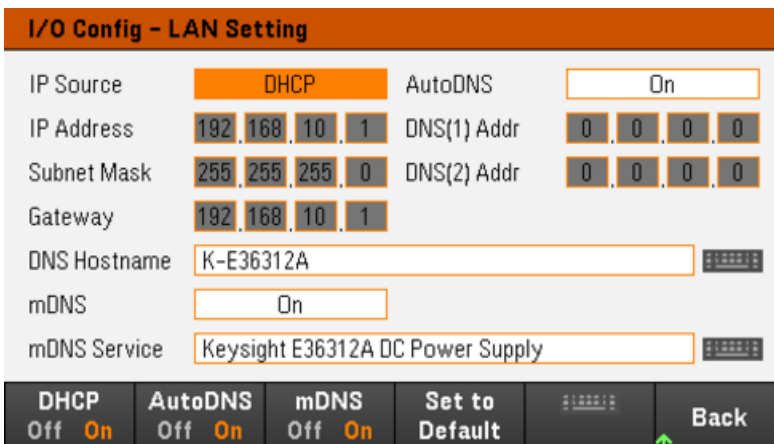 I/O Config – LAN Setting
IP Source DHCP AutoDNS On
IP Address 192.168.10.1 DNS(1) Addr 0.0.0.0
Subnet Mask 255.255.255.0 DNS(2) Addr 0.0.0.0
Gateway 192.168.10.1
DNS Hostname K-E36312A
mDNS On
mDNS Service Keysight E36312A DC Power Supply
DHCP AutoDNS mDNS Set to Back
Off On Off On Off On Default